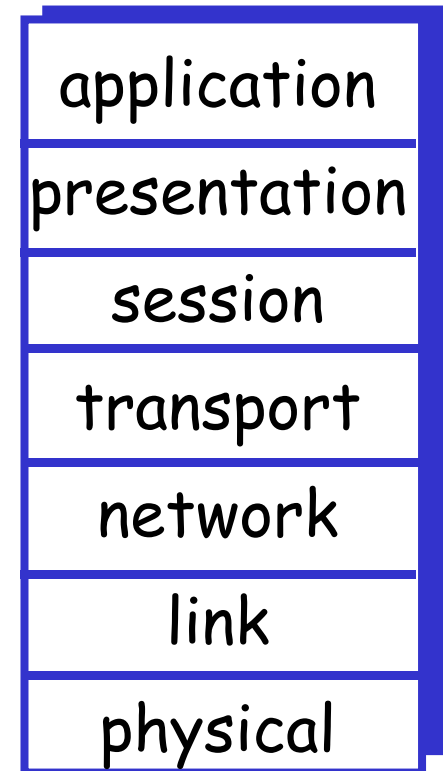 application
presentation
session
transport
network
link
physical